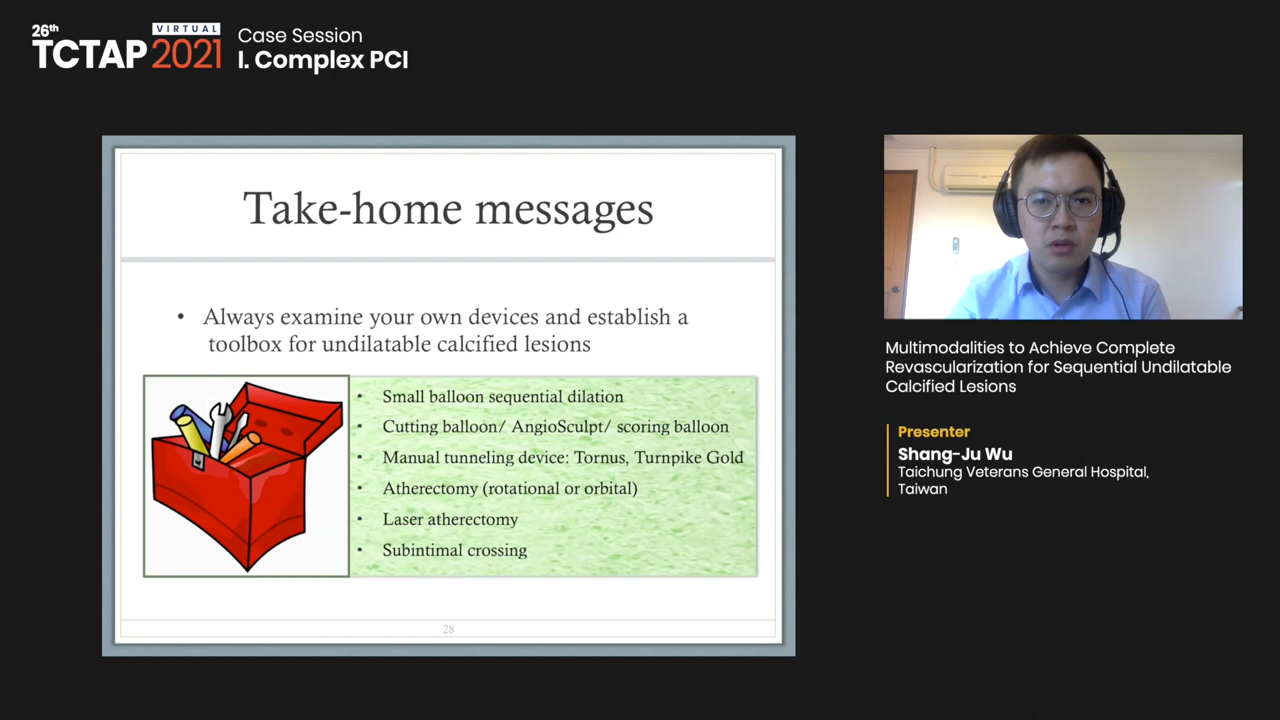 26th
VIRTUAL
TCTAP 2021
Case Session
I. Complex PCI
Take-home messages
• Always examine your own devices and establish a
toolbox for undilatable calcified lesions
• Small balloon sequential dilation
• Cutting balloon/ AngioSculpt/ scoring balloon
• Manual tunneling device: Tornus, Turnpike Gold
• Atherectomy (rotational or orbital)
• Laser atherectomy
• Subintimal crossing
28
Multimodalities to Achieve Complete
Revascularization for Sequential Undilatable
Calcified Lesions
Presenter
Shang-Ju Wu
Taichung Veterans General Hospital,
Taiwan